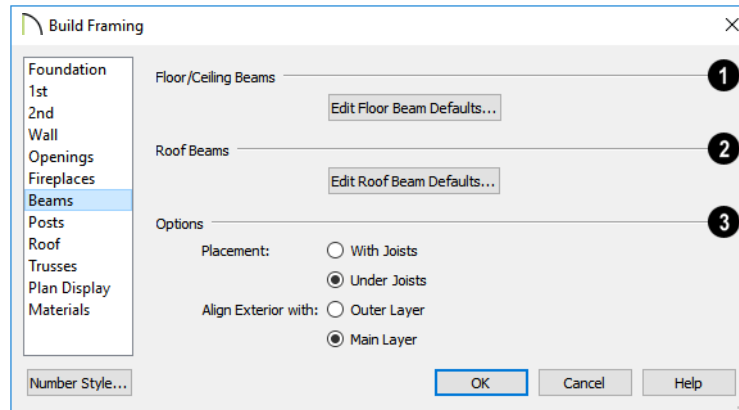 Build Framing
Foundation
1st
2nd
Wall
Openings
Fireplaces
Beams
Posts
Roof
Trusses
Plan Display
Materials
Number Style...
Floor/Ceiling Beams 1
Edit Floor Beam Defaults...
Roof Beams 2
Edit Roof Beam Defaults...
Options 3
Placement: With Joists
Under Joists
Align Exterior with: Outer Layer
Main Layer
OK Cancel Help